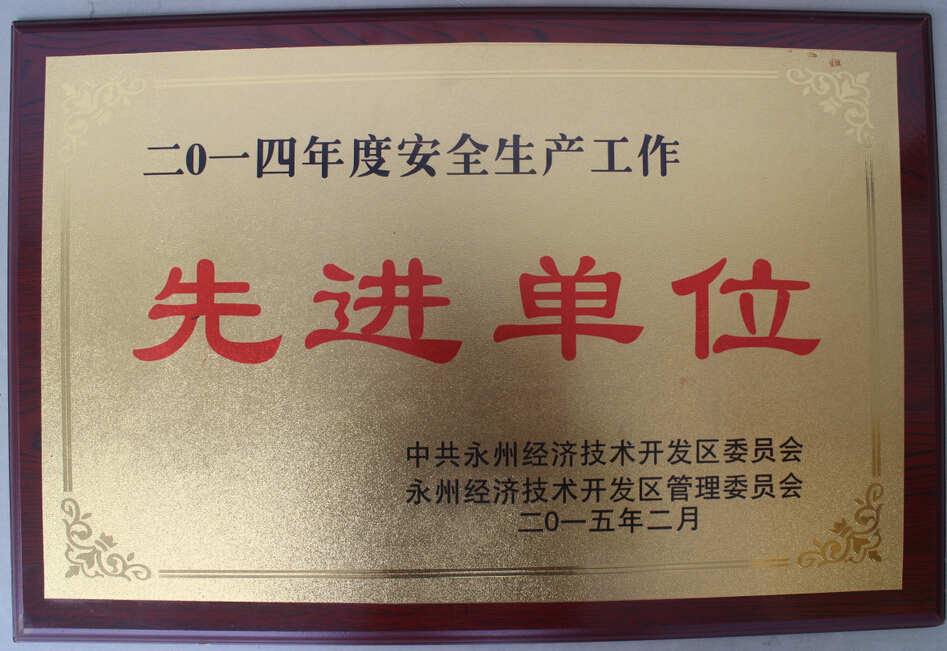 二0一四年度安全生产工作
先进单位
中共永州经济技术开发区委员会
永州经济技术开发区管理委员会
二0一五年二月